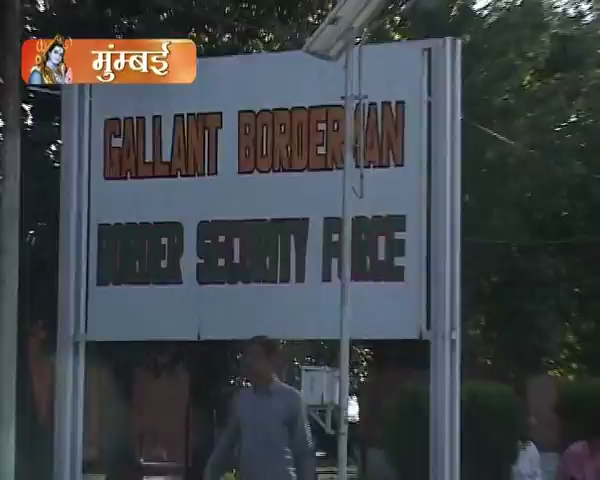 मुंम्बई
GALLANT BORDERMAN
BORDER SECURITY FORCE